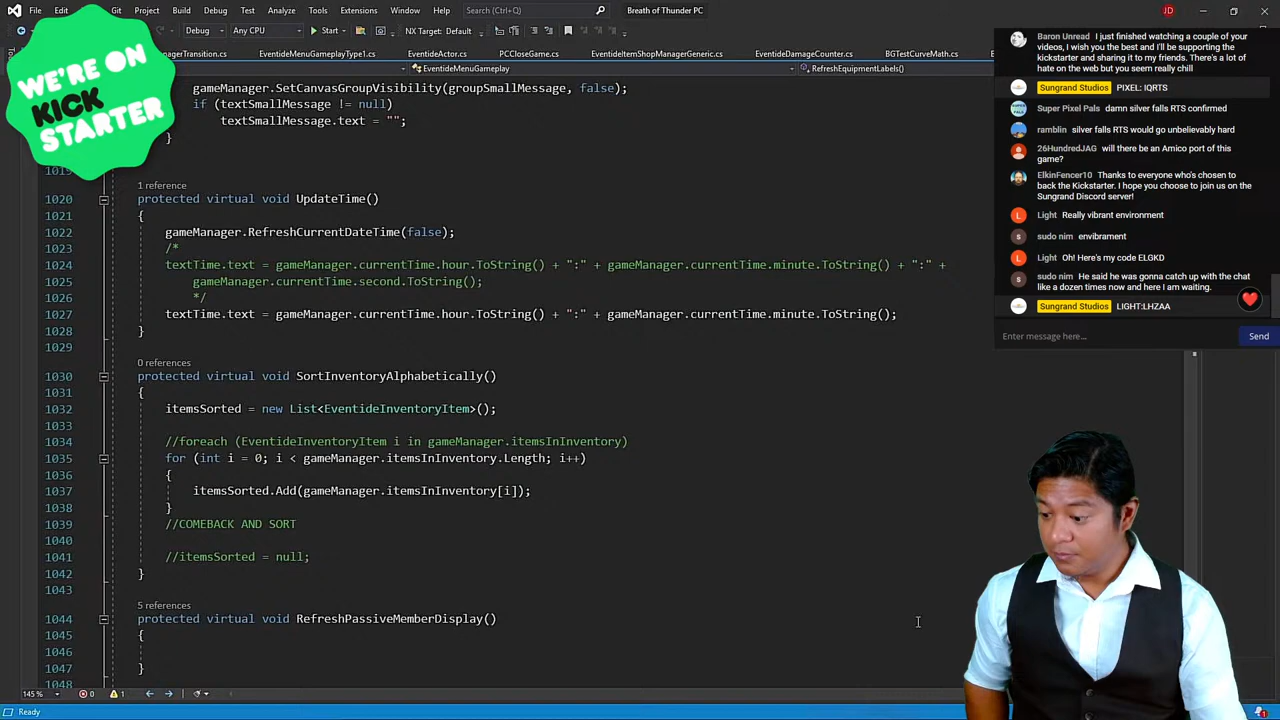 File
Edit
Git
Project
Build
Debug
Test
Analyze
Tools
Extensions
Window
Help
Search (Ctrl+Q)
Breath of Thunder PC
JD
Debug
Any CPU
Start
NX Target: Default
WE'RE ON
KICK
STARTER
nagerTransition.cs
EventideMenuGameplayType1.cs
EventideActor.cs
PCCloseGame.cs
EventideItemShopManagerGeneric.cs
EventideDamageCounter.cs
BGTestCurveMath.cs
EventideMenuGameplay
RefreshEquipmentLabels()
gameManager.SetCanvasGroupVisibility(groupSmallMessage, false);
if (textSmallMessage != null)
textSmallMessage.text = "";
}
1019
1 reference
1020 protected virtual void UpdateTime()
1021 {
1022 gameManager.RefreshCurrentDateTime(false);
1023 /*
1024 textTime.text = gameManager.currentTime.hour.ToString() + ":" + gameManager.currentTime.minute.ToString() + ":" +
1025 gameManager.currentTime.second.ToString();
1026 */
1027 textTime.text = gameManager.currentTime.hour.ToString() + ":" + gameManager.currentTime.minute.ToString();
1028 }
1029
0 references
1030 protected virtual void SortInventoryAlphabetically()
1031 {
1032 itemsSorted = new List<EventideInventoryItem>();
1033
1034 //foreach (EventideInventoryItem i in gameManager.itemsInInventory)
1035 for (int i = 0; i < gameManager.itemsInInventory.Length; i++)
1036 {
1037 itemsSorted.Add(gameManager.itemsInInventory[i]);
1038 }
1039 //COMEBACK AND SORT
1040
1041 //itemsSorted = null;
1042 }
1043
5 references
1044 protected virtual void RefreshPassiveMemberDisplay()
1045 {
1046
1047 }
1048
145 %
0
1
Ready
Baron Unread I just finished watching a couple of your
videos, I wish you the best and I'll be supporting the
kickstarter and sharing it to my friends. There's a lot of
hate on the web but you seem really chill
Sungrand Studios PIXEL: IQRTS
Super Pixel Pals damn silver falls RTS confirmed
ramblin silver falls RTS would go unbelievably hard
26HundredJAG will there be an Amico port of this
game?
ElkinFencer10 Thanks to everyone who's chosen to
back the Kickstarter. I hope you choose to join us on the
Sungrand Discord server!
L Light Really vibrant environment
s sudo nim envibrament
L Light Oh! Here's my code ELGKD
s sudo nim He said he was gonna catch up with the chat
like a dozen times now and here I am waiting.
Sungrand Studios LIGHT:LHZAA
Enter message here...
Send